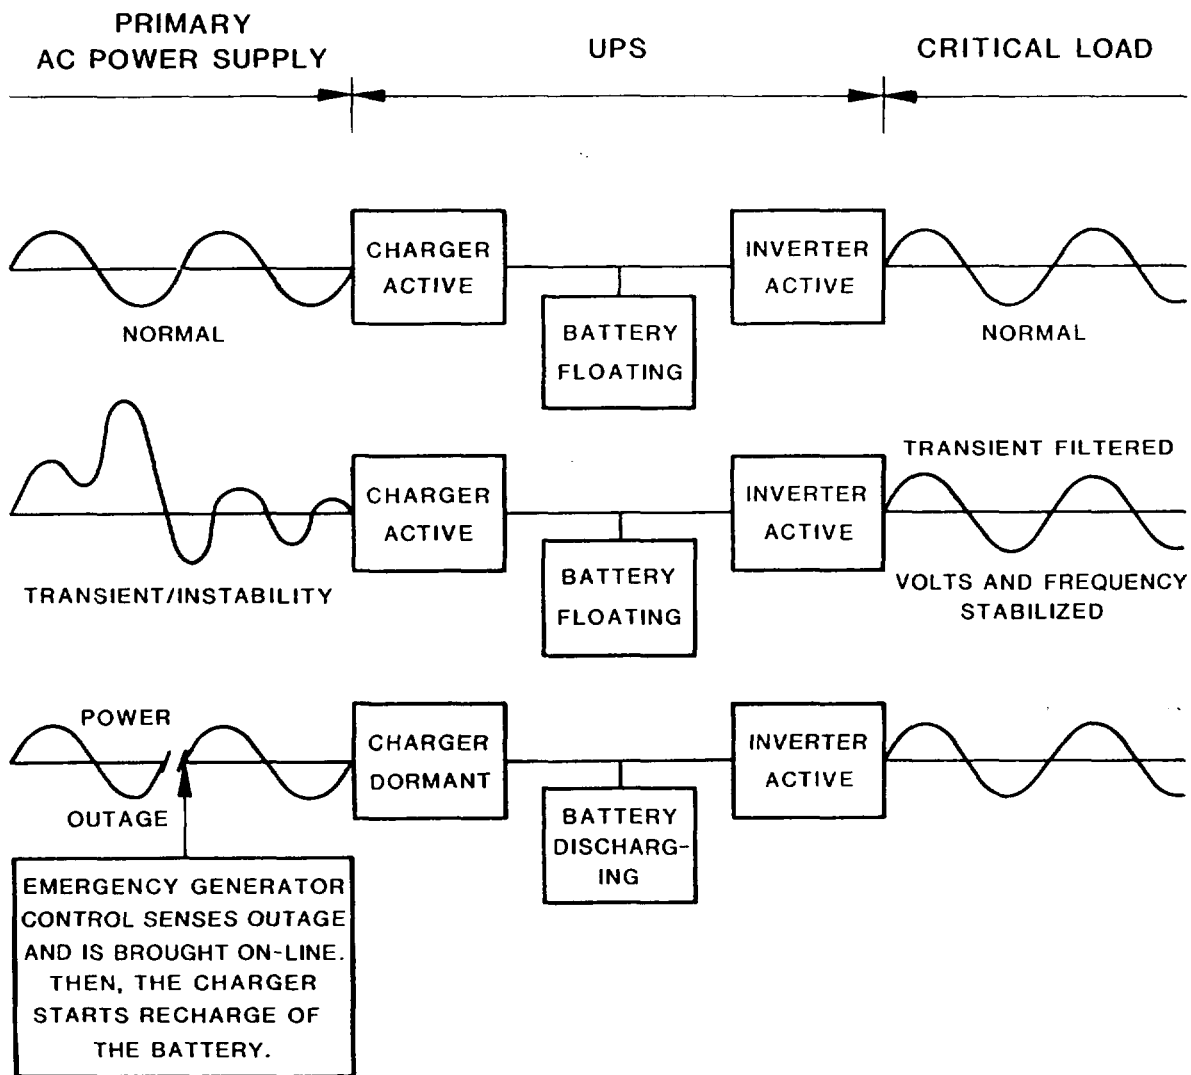 PRIMARY
AC POWER SUPPLY
UPS
CRITICAL LOAD
CHARGER
ACTIVE
INVERTER
ACTIVE
NORMAL
BATTERY
FLOATING
NORMAL
TRANSIENT FILTERED
CHARGER
ACTIVE
INVERTER
ACTIVE
TRANSIENT/INSTABILITY
BATTERY
FLOATING
VOLTS AND FREQUENCY
STABILIZED
POWER
OUTAGE
CHARGER
DORMANT
INVERTER
ACTIVE
BATTERY
DISCHARG-
ING
EMERGENCY GENERATOR
CONTROL SENSES OUTAGE
AND IS BROUGHT ON-LINE.
THEN, THE CHARGER
STARTS RECHARGE OF
THE BATTERY.